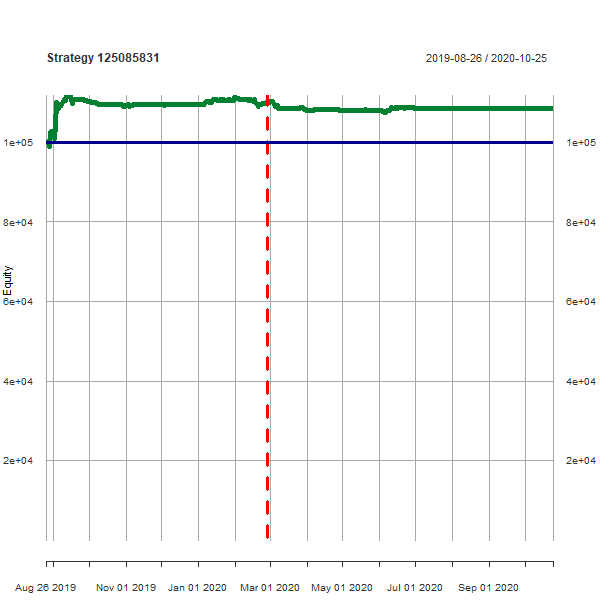 Strategy 125085831
2019-08-26 / 2020-10-25
1e+05
1e+05
8e+04
8e+04
Equity
6e+04
6e+04
4e+04
4e+04
2e+04
2e+04
Aug 26 2019
Nov 01 2019
Jan 01 2020
Mar 01 2020
May 01 2020
Jul 01 2020
Sep 01 2020